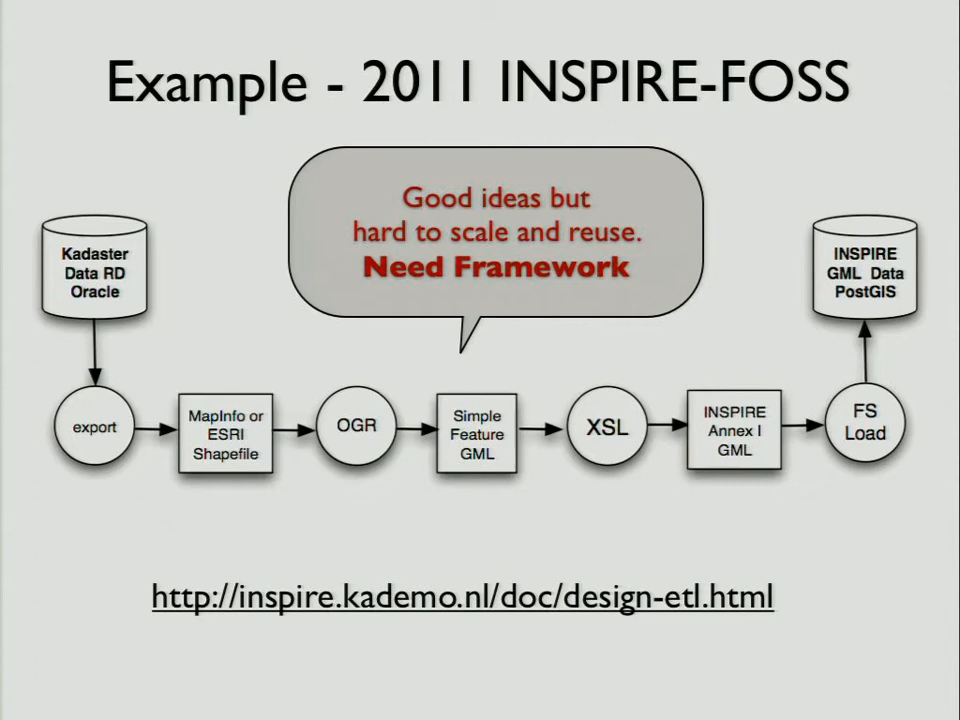 Example - 2011 INSPIRE-FOSS
Good ideas but
hard to scale and reuse.
Need Framework
Kadaster
Data RD
Oracle
INSPIRE
GML Data
PostGIS
export
MapInfo or
ESRI
Shapefile
OGR
Simple
Feature
GML
XSL
INSPIRE
Annex I
GML
FS
Load
http://inspire.kademo.nl/doc/design-etl.html